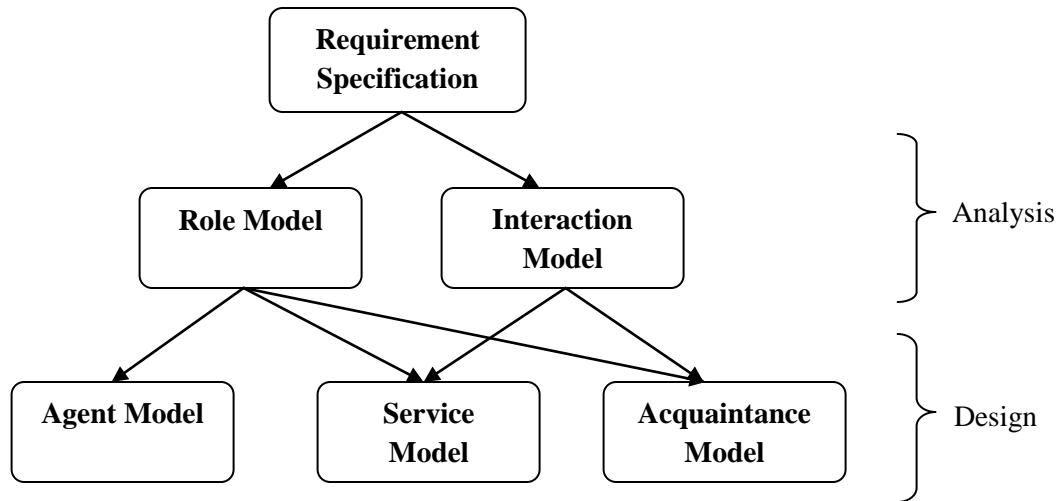 Requirement
Specification
Role Model
Interaction
Model
Analysis
Agent Model
Service
Model
Acquaintance
Model
Design